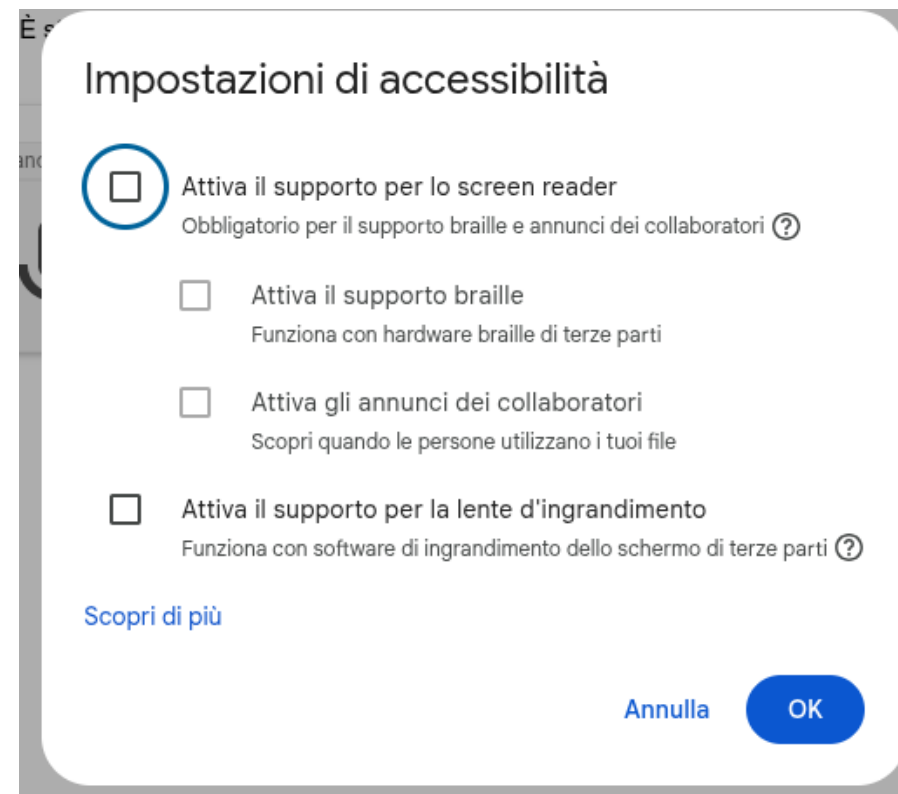 È
Impostazioni di accessibilità
Attiva il supporto per lo screen reader
Obbligatorio per il supporto braille e annunci dei collaboratori
Attiva il supporto braille
Funziona con hardware braille di terze parti
Attiva gli annunci dei collaboratori
Scopri quando le persone utilizzano i tuoi file
Attiva il supporto per la lente d'ingrandimento
Funziona con software di ingrandimento dello schermo di terze parti
Scopri di più
Annulla OK